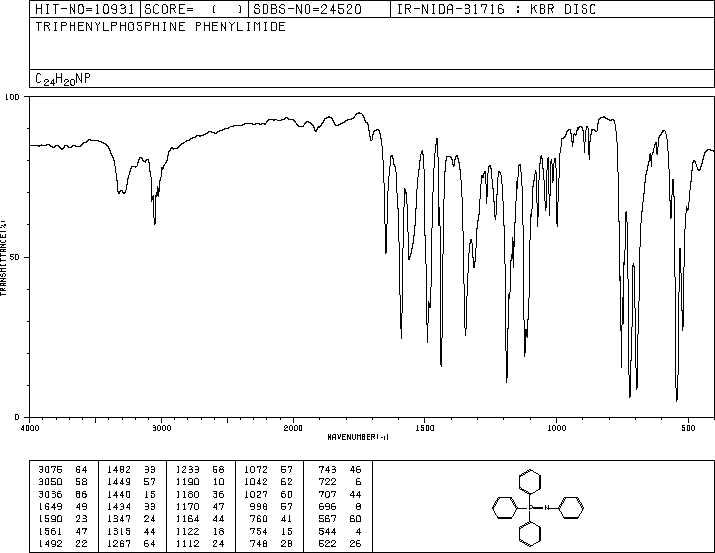 HIT-NO=10931 SCORE= ( ) SDBS-NO=24520 IR-NIDA-31716 : KBR DISC
TRIPHENYLPHOSPHINE PHENYLIMIDE
C24H20NP
100
50
0
TRANSMITTANCE(%)
4000 3000 2000 1500 1000 500
WAVENUMBER(-1)
3075 64 1482 33 1233 58 1072 57 743 46
3050 58 1449 57 1190 10 1042 62 722 6
3036 66 1440 15 1180 36 1027 60 707 44
1649 49 1434 33 1170 47 998 57 696 8
1590 23 1347 24 1164 44 760 41 567 60
1561 47 1315 44 1122 18 754 15 544 4
1492 22 1267 64 1112 24 748 28 522 26
P N